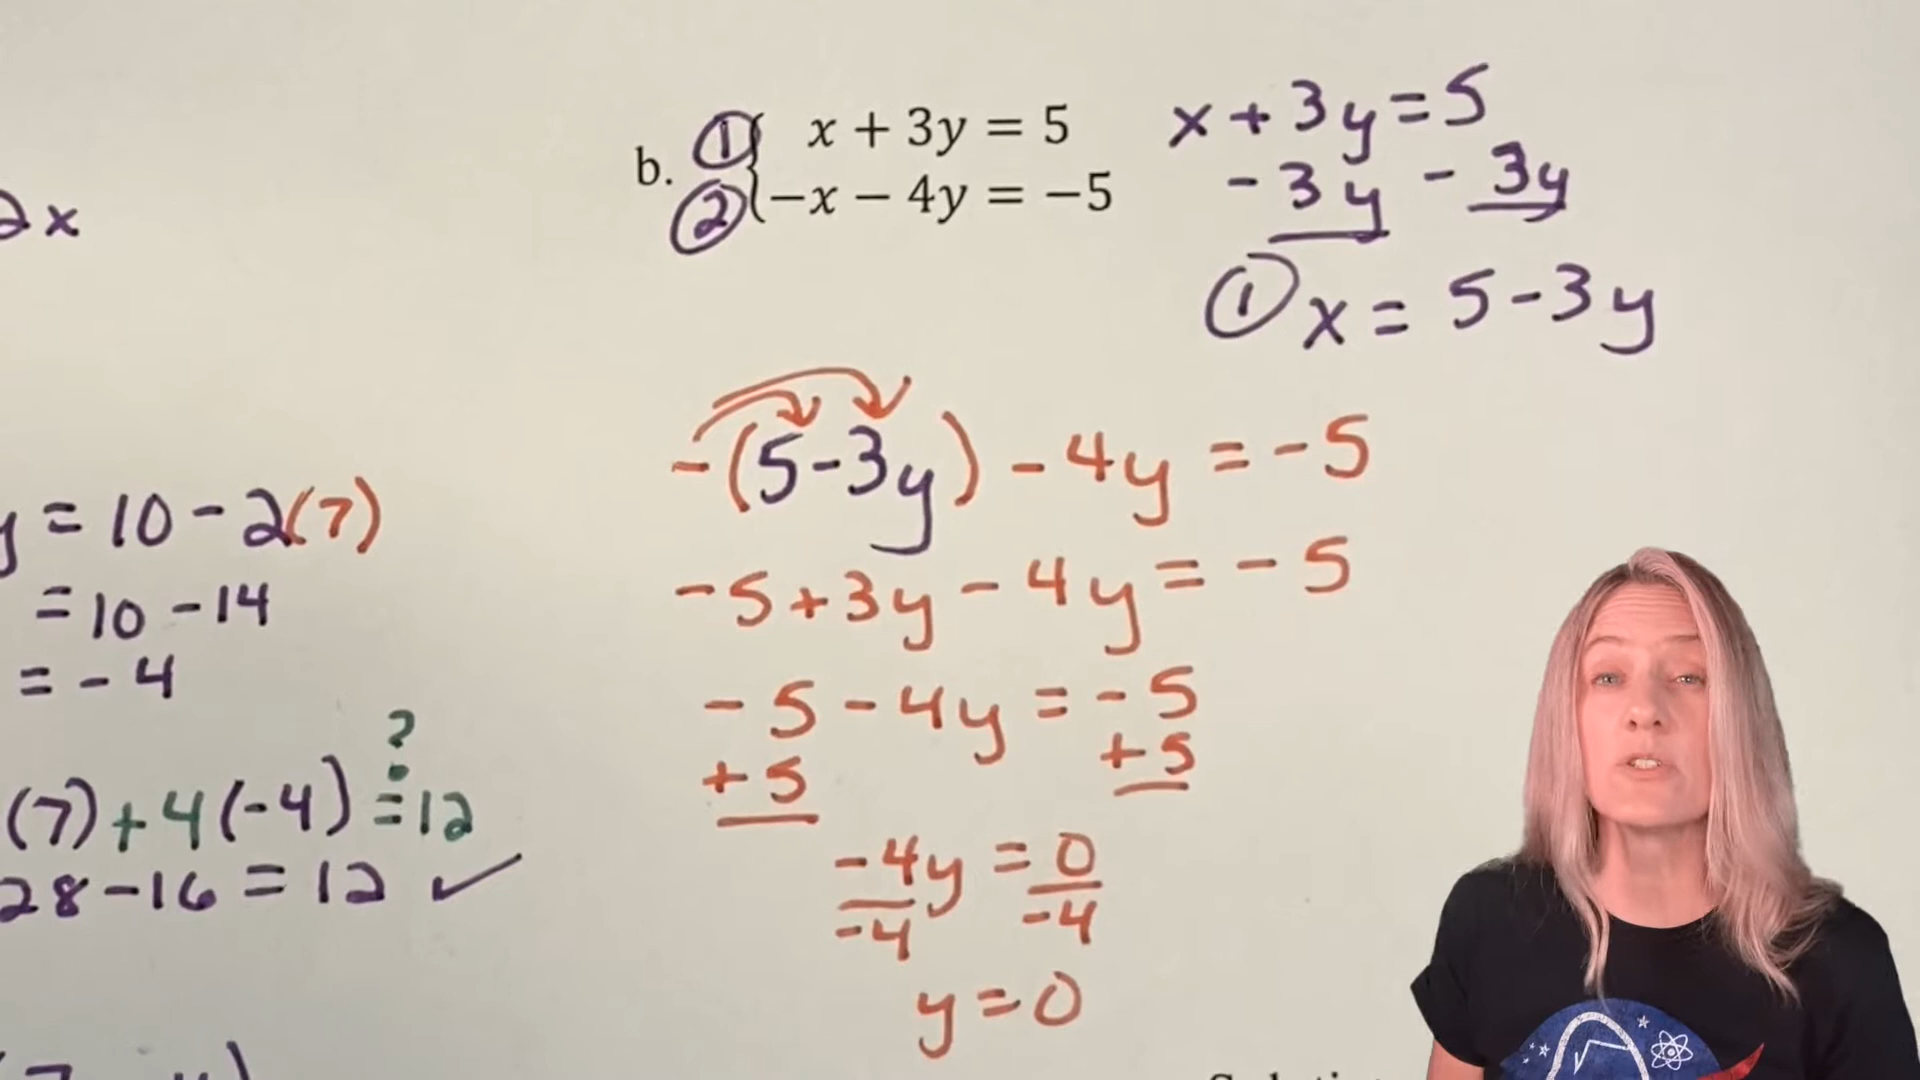 2x
y = 10 - 2(7)
= 10 - 14
= - 4
?
(7) + 4(-4) = 12
28 - 16 = 12 ✓
b. ① x + 3y = 5
② −x − 4y = −5
x + 3y = 5
- 3y - 3y
① x = 5 - 3y
- (5 - 3y) - 4y = - 5
- 5 + 3y - 4y = - 5
- 5 - 4y = - 5
+ 5 + 5
- 4y = 0
-4 -4
y = 0